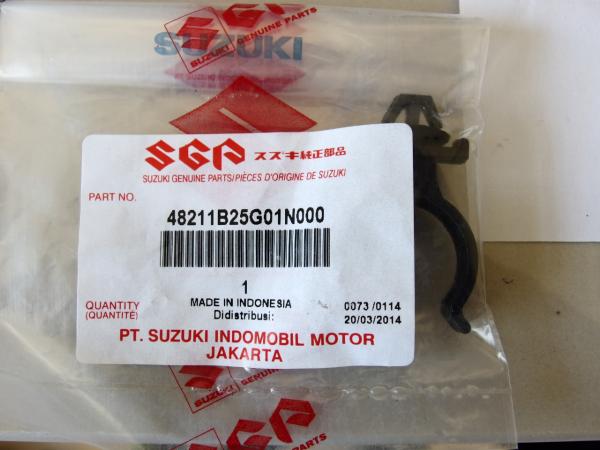 SUZUKI
GENUINE PARTS
SUZUKI
SGP スズキ純正部品
SUZUKI GENUINE PARTS/PIÈCES D'ORIGINE DE SUZUKI
PART NO.
48211B25G01N000
1
QUANTITY MADE IN INDONESIA 0073 /0114
(QUANTITÉ) Didistribusi: 20/03/2014
PT. SUZUKI INDOMOBIL MOTOR
JAKARTA
SGP
SUZUKI GENUINE PARTS